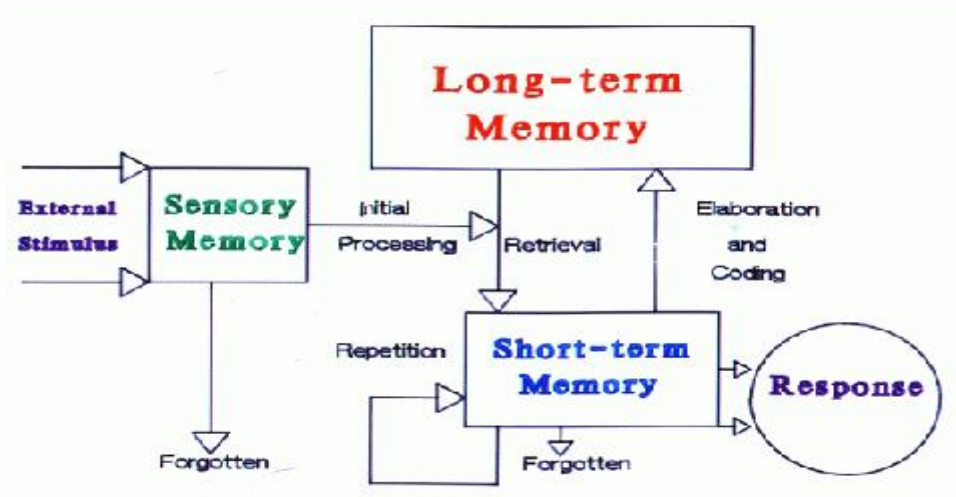 Long-term
Memory
External
Stimulus
Sensory
Memory
Initial
Processing
Retrieval
Elaboration
and
Coding
Repetition
Short-term
Memory
Response
Forgotten
Forgotten